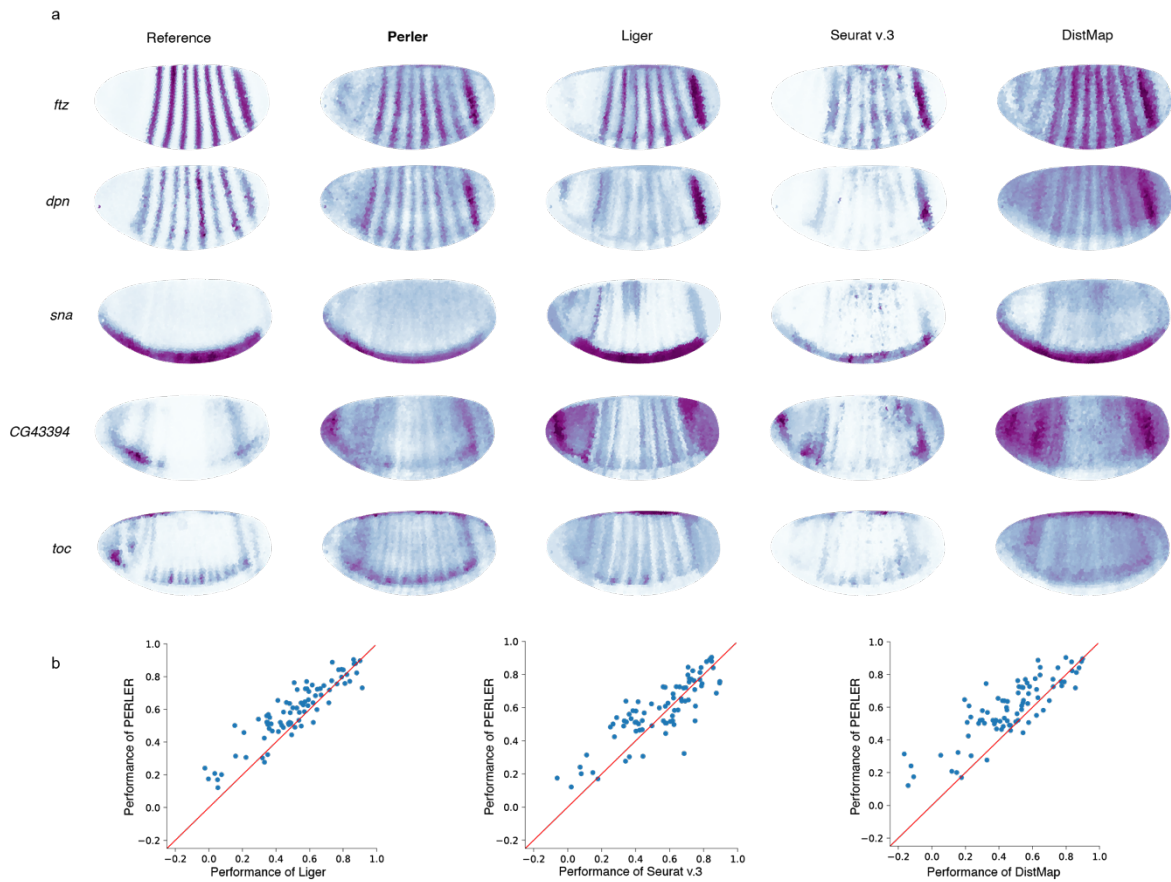 a
Reference Perler Liger Seurat v.3 DistMap
ftz
dpn
sna
CG43394
toc
b
Performance of PERLER
1.0
0.8
0.6
0.4
0.2
0.0
−0.2
−0.2 0.0 0.2 0.4 0.6 0.8 1.0
Performance of Liger
Performance of PERLER
1.0
0.8
0.6
0.4
0.2
0.0
−0.2
−0.2 0.0 0.2 0.4 0.6 0.8 1.0
Performance of Seurat v.3
Performance of PERLER
1.0
0.8
0.6
0.4
0.2
0.0
−0.2
−0.2 0.0 0.2 0.4 0.6 0.8 1.0
Performance of DistMap